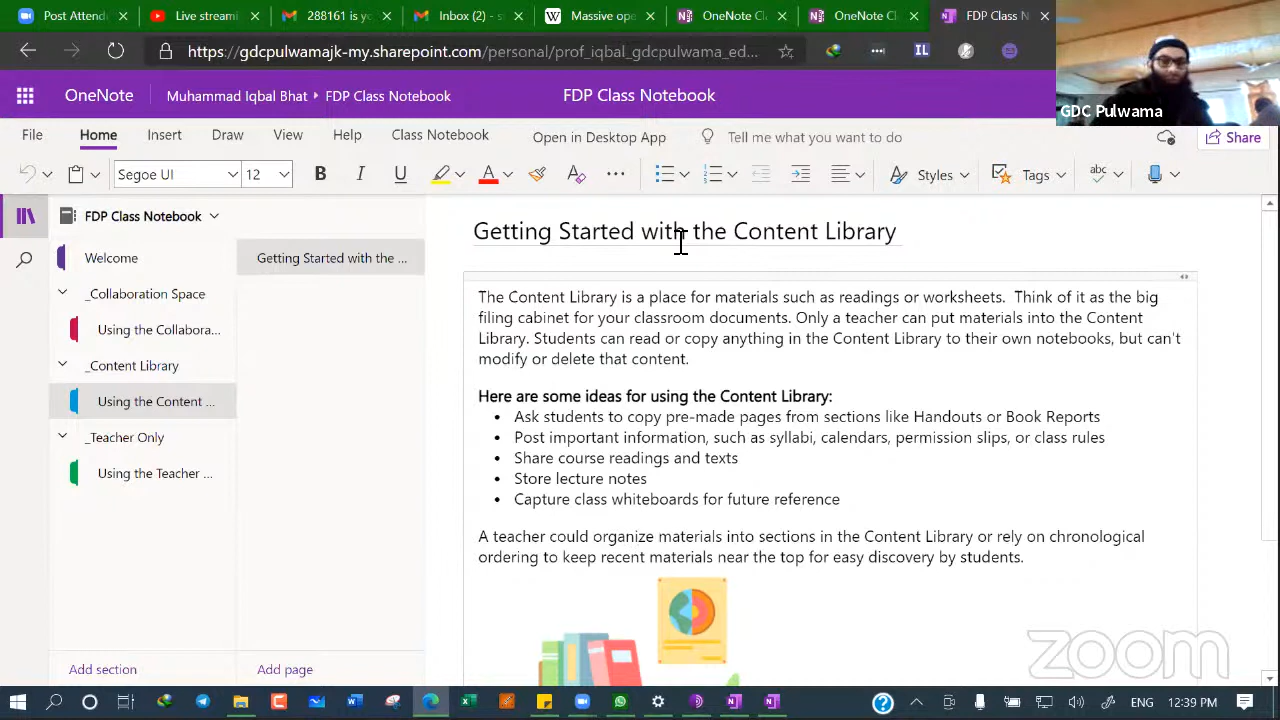 Post Attend
Live streami
288161 is yo
Inbox (2) - s
Massive ope
OneNote Cl
OneNote Cl
FDP Class N
https://gdcpulwamajk-my.sharepoint.com/personal/prof_iqbal_gdcpulwama_ed...
IL
GDC Pulwama
OneNote
Muhammad Iqbal Bhat
FDP Class Notebook
FDP Class Notebook
File
Home
Insert
Draw
View
Help
Class Notebook
Open in Desktop App
Tell me what you want to do
Share
Segoe UI
12
B
I
U
A
A
Styles
Tags
abc
FDP Class Notebook
Welcome
_Collaboration Space
Using the Collabora...
_Content Library
Using the Content ...
_Teacher Only
Using the Teacher ...
Add section
Getting Started with the ...
Add page
Getting Started with the Content Library
The Content Library is a place for materials such as readings or worksheets.  Think of it as the big
filing cabinet for your classroom documents. Only a teacher can put materials into the Content
Library. Students can read or copy anything in the Content Library to their own notebooks, but can't
modify or delete that content.
Here are some ideas for using the Content Library:
• Ask students to copy pre-made pages from sections like Handouts or Book Reports
• Post important information, such as syllabi, calendars, permission slips, or class rules
• Share course readings and texts
• Store lecture notes
• Capture class whiteboards for future reference
A teacher could organize materials into sections in the Content Library or rely on chronological
ordering to keep recent materials near the top for easy discovery by students.
zoom
ENG
12:39 PM